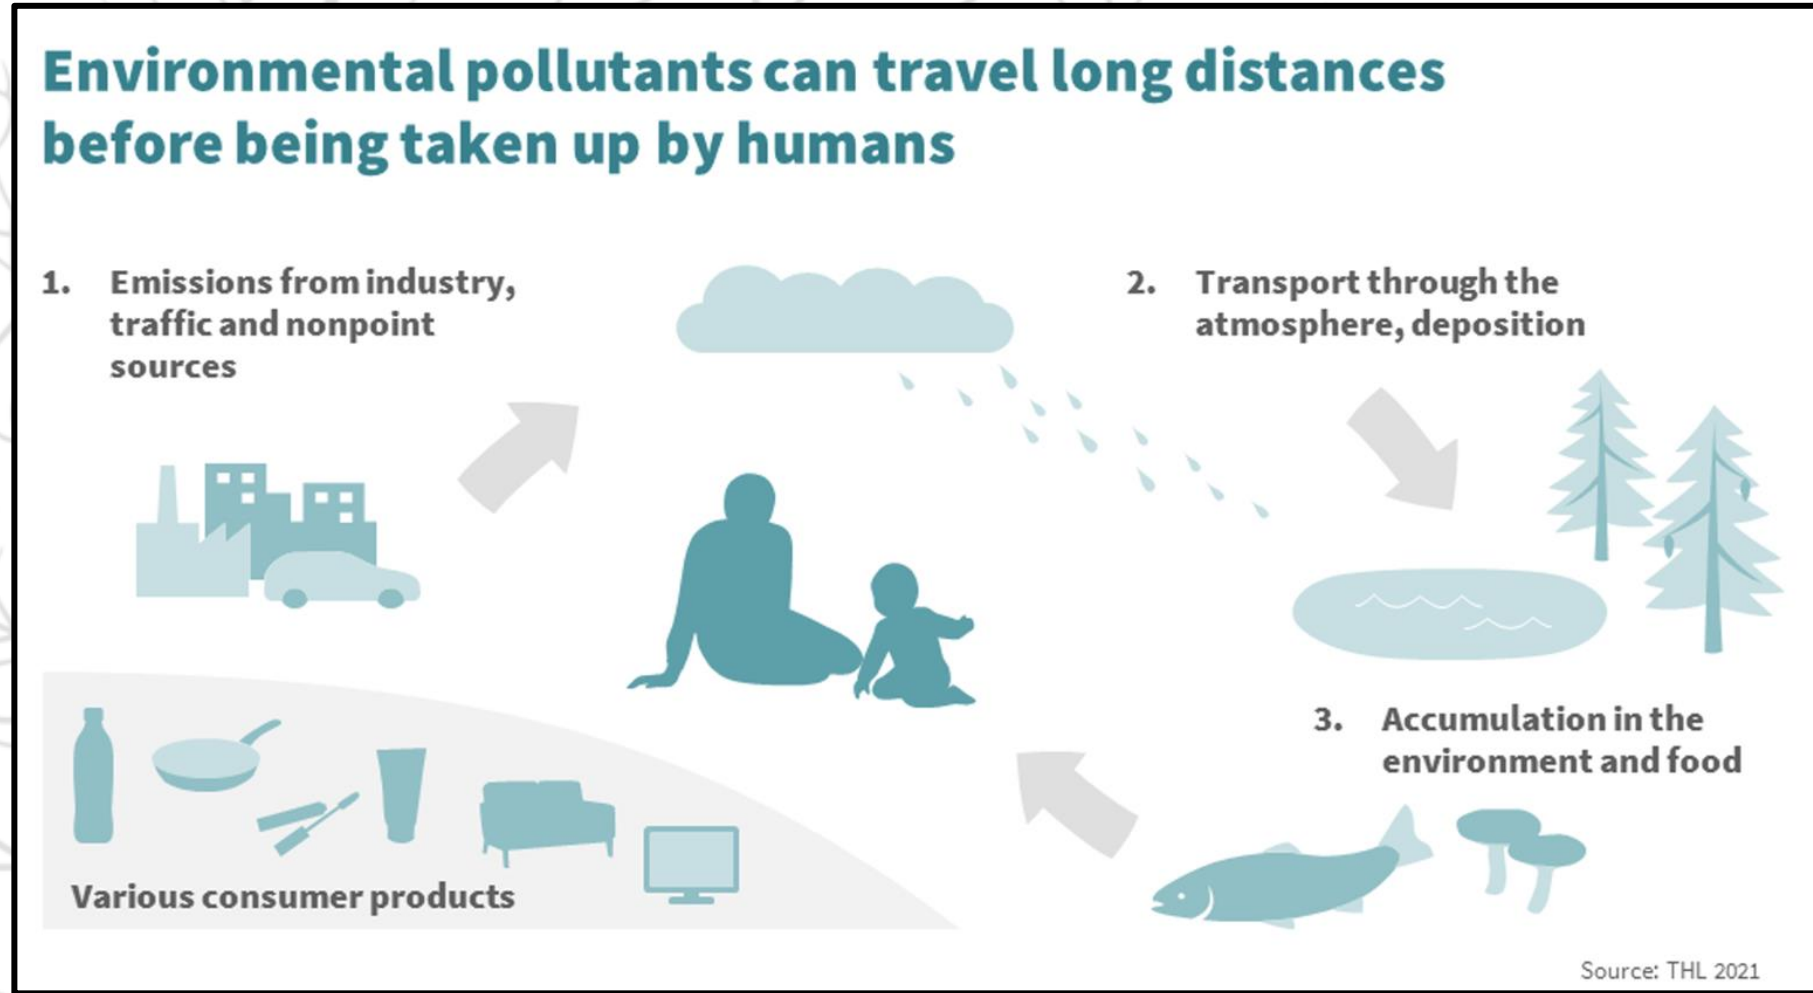 Environmental pollutants can travel long distances
before being taken up by humans
1. Emissions from industry,
traffic and nonpoint
sources
2. Transport through the
atmosphere, deposition
3. Accumulation in the
environment and food
Various consumer products
Source: THL 2021